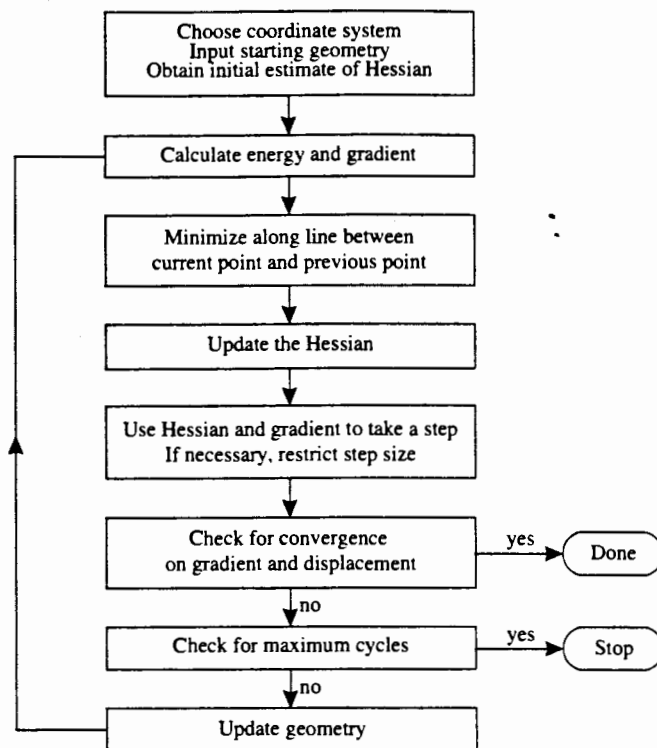 Choose coordinate system
Input starting geometry
Obtain initial estimate of Hessian
Calculate energy and gradient
Minimize along line between
current point and previous point
Update the Hessian
Use Hessian and gradient to take a step
If necessary, restrict step size
Check for convergence
on gradient and displacement
yes
Done
no
Check for maximum cycles
yes
Stop
no
Update geometry